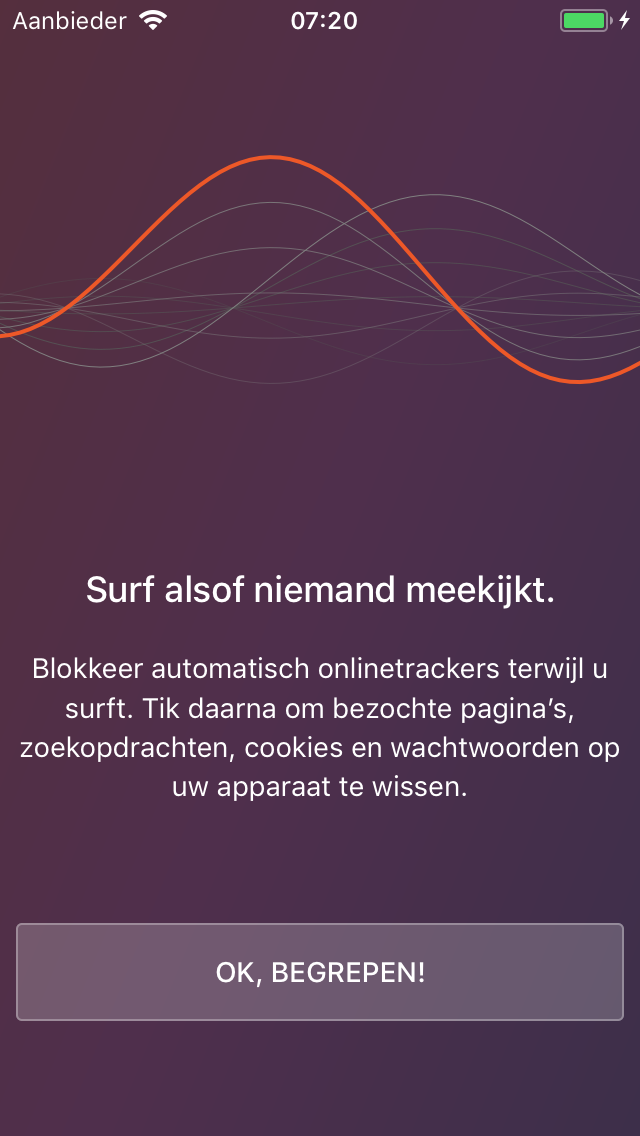 Aanbieder 07:20
Surf alsof niemand meekijkt.
Blokkeer automatisch onlinetrackers terwijl u
surft. Tik daarna om bezochte pagina’s,
zoekopdrachten, cookies en wachtwoorden op
uw apparaat te wissen.
OK, BEGREPEN!